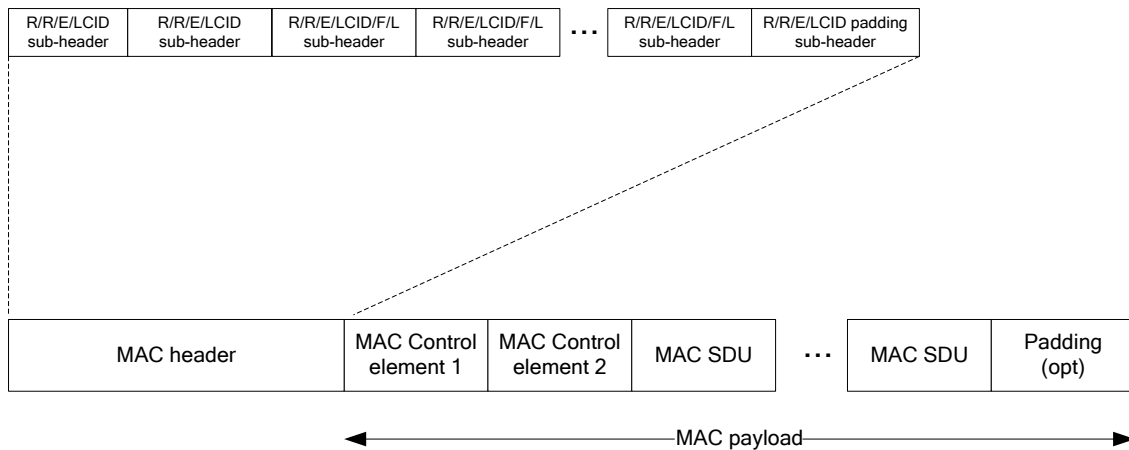 R/R/E/LCID sub-header
R/R/E/LCID sub-header
R/R/E/LCID/F/L sub-header
R/R/E/LCID/F/L sub-header
...
R/R/E/LCID/F/L sub-header
R/R/E/LCID padding sub-header
MAC header
MAC Control element 1
MAC Control element 2
MAC SDU
...
MAC SDU
Padding (opt)
MAC payload